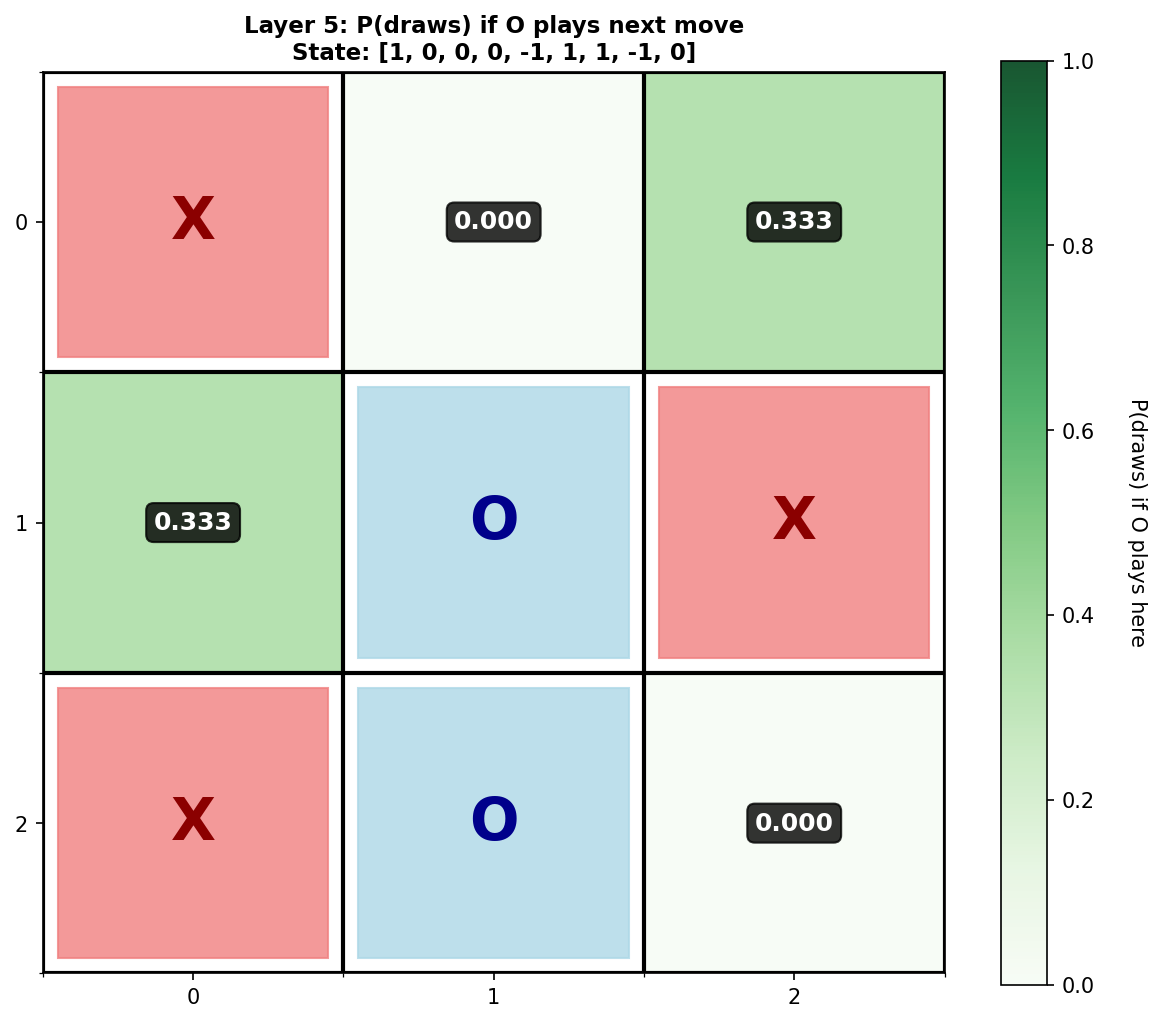 Layer 5: P(draws) if O plays next move
State: [1, 0, 0, 0, -1, 1, 1, -1, 0]
X
0.000
0.333
0.333
O
X
X
O
0.000
0
1
2
0
1
2
1.0
0.8
0.6
0.4
0.2
0.0
P(draws) if O plays here